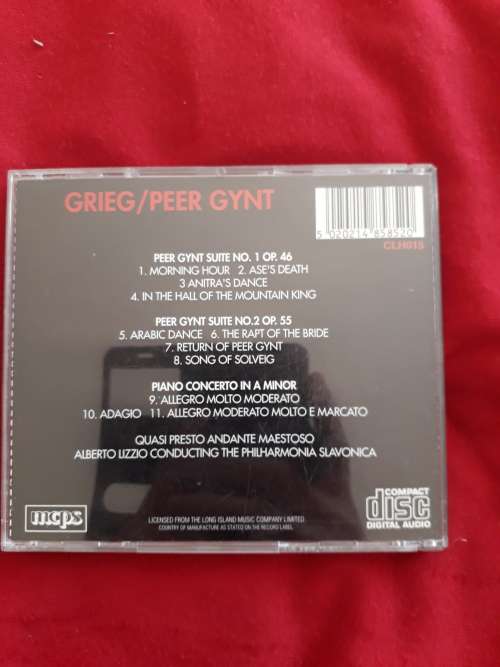 GRIEG/PEER GYNT
5 020214 858520
CLH015
PEER GYNT SUITE NO. 1 OP. 46
1. MORNING HOUR 2. ASE'S DEATH
3 ANITRA'S DANCE
4. IN THE HALL OF THE MOUNTAIN KING
PEER GYNT SUITE NO.2 OP. 55
5. ARABIC DANCE 6. THE RAPT OF THE BRIDE
7. RETURN OF PEER GYNT
8. SONG OF SOLVEIG
PIANO CONCERTO IN A MINOR
9. ALLEGRO MOLTO MODERATO
10. ADAGIO 11. ALLEGRO MODERATO MOLTO E MARCATO
QUASI PRESTO ANDANTE MAESTOSO
ALBERTO LIZZIO CONDUCTING THE PHILHARMONIA SLAVONICA
mcps
LICENSED FROM THE LONG ISLAND MUSIC COMPANY LIMITED
COUNTRY OF MANUFACTURE AS STATED ON THE RECORD LABEL
COMPACT
disc
DIGITAL AUDIO